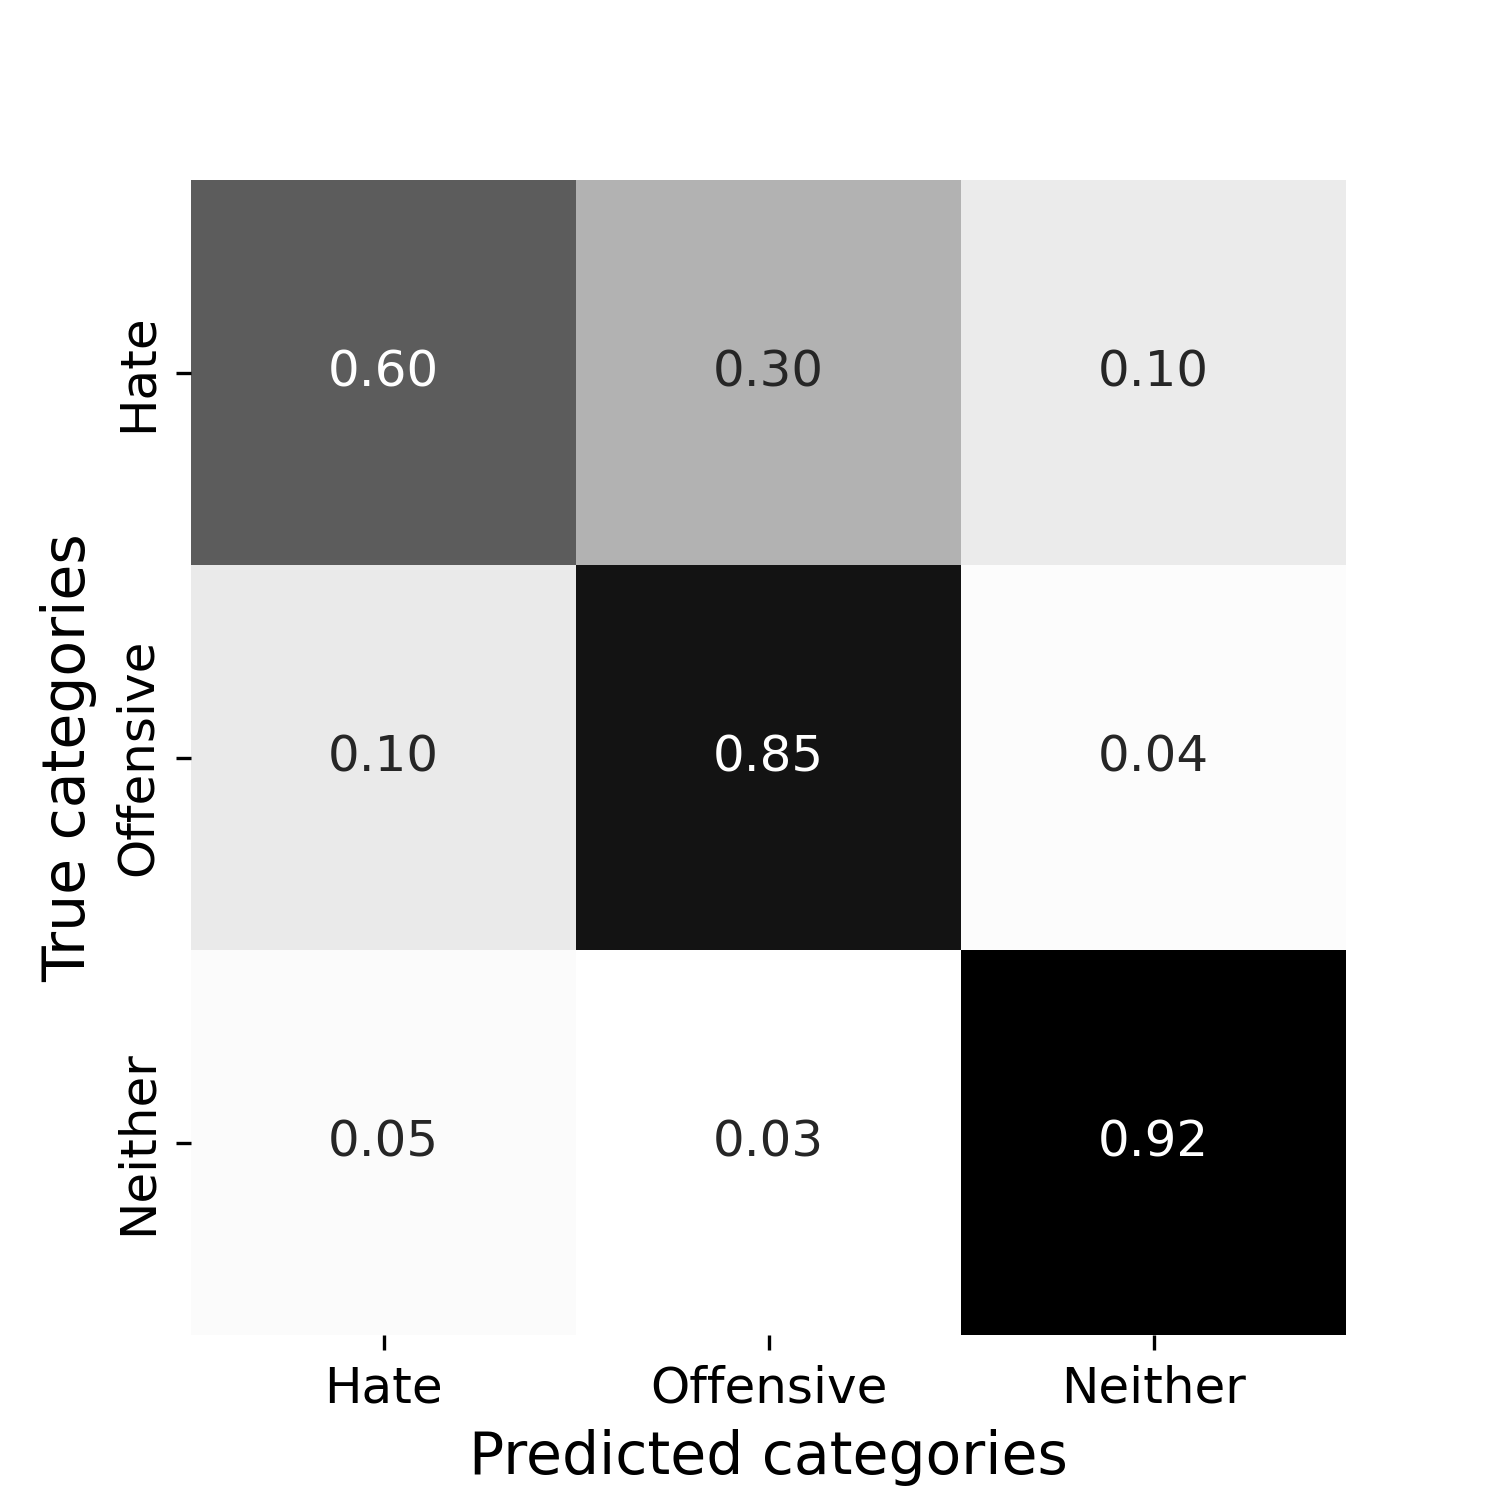 True categories
Hate
0.60 0.30 0.10
Offensive
0.10 0.85 0.04
Neither
0.05 0.03 0.92
Hate Offensive Neither
Predicted categories